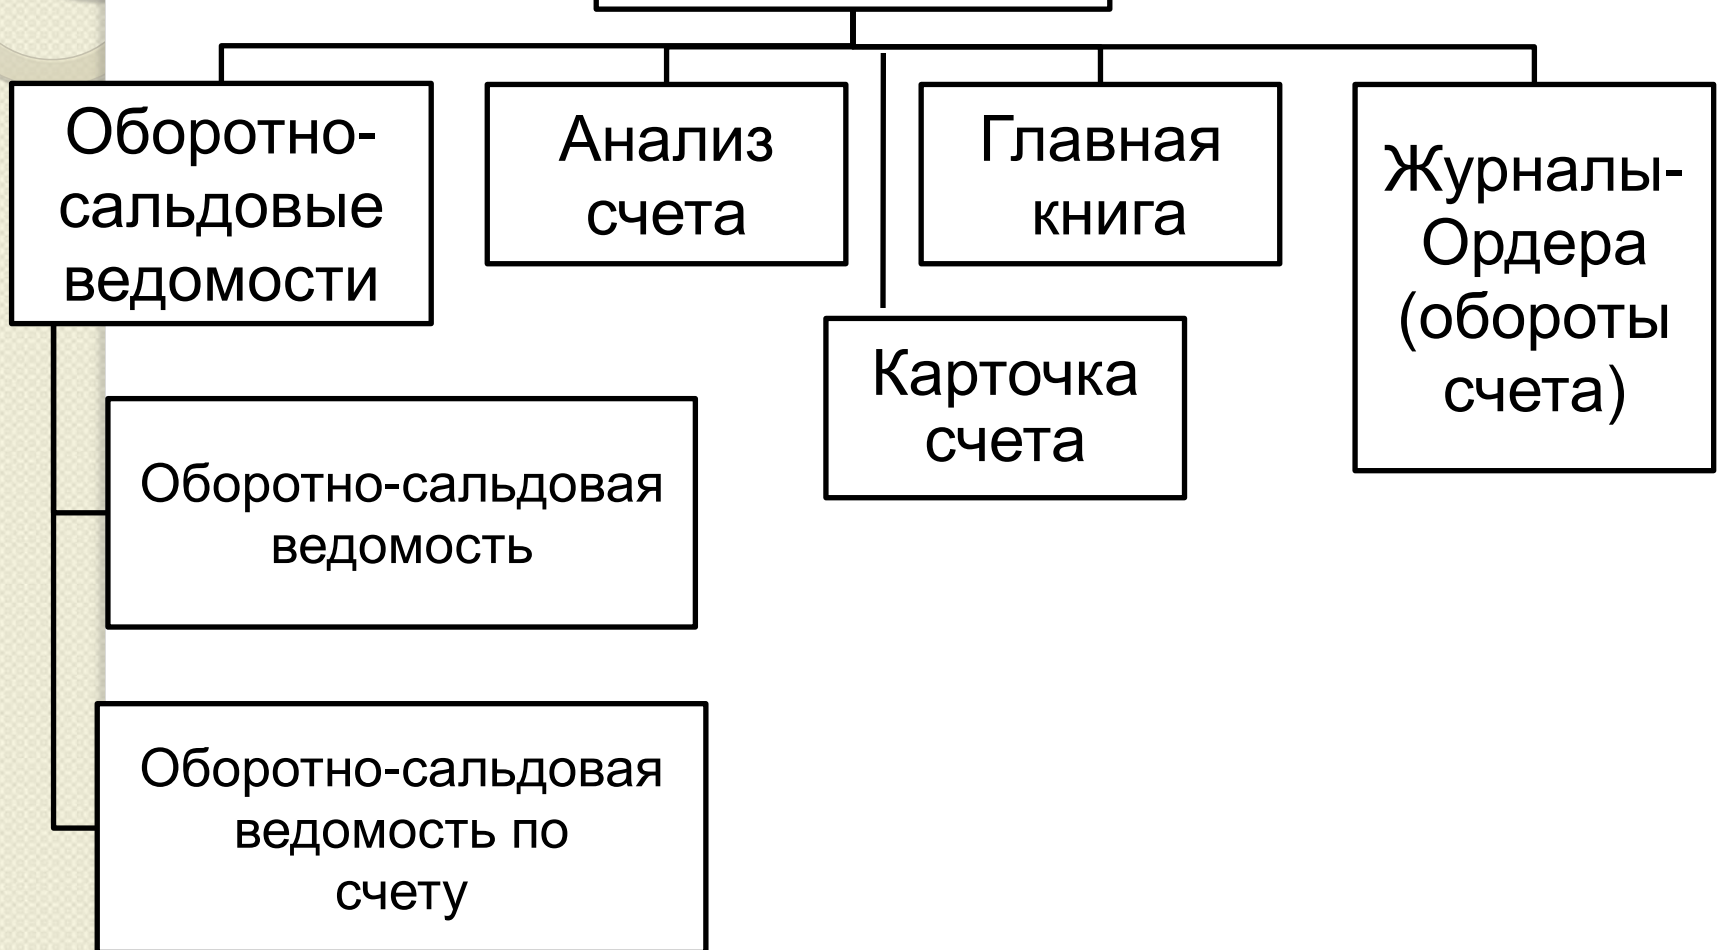 Оборотно-
сальдовые
ведомости
Анализ
счета
Главная
книга
Журналы-
Ордера
(обороты
счета)
Карточка
счета
Оборотно-сальдовая
ведомость
Оборотно-сальдовая
ведомость по
счету